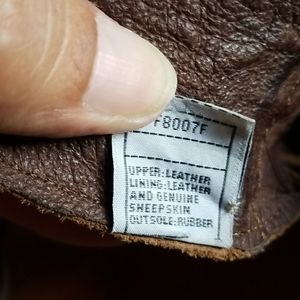 F8007F
UPPER:LEATHER
LINING:LEATHER
AND GENUINE
SHEEPSKIN
OUTSOLE:RUBBER